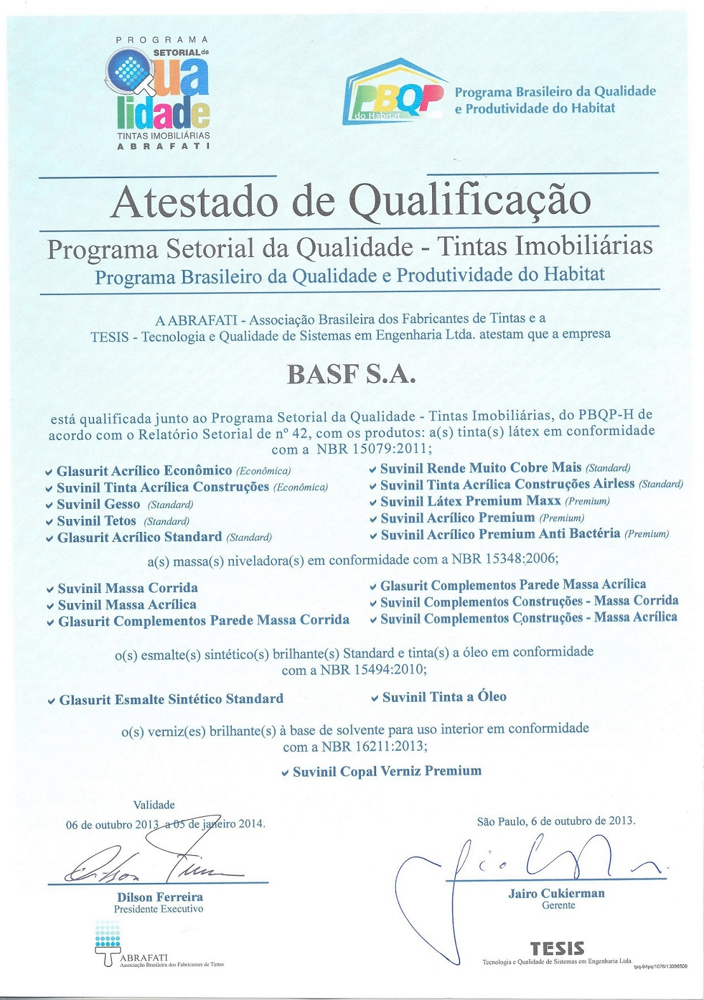 PROGRAMA
SETORIAL da
Qualidade
TINTAS IMOBILIÁRIAS
ABRAFATI
PBQP
do Habitat
Programa Brasileiro da Qualidade
e Produtividade do Habitat
Atestado de Qualificação
Programa Setorial da Qualidade - Tintas Imobiliárias
Programa Brasileiro da Qualidade e Produtividade do Habitat
A ABRAFATI - Associação Brasileira dos Fabricantes de Tintas e a
TESIS - Tecnologia e Qualidade de Sistemas em Engenharia Ltda. atestam que a empresa
BASF S.A.
está qualificada junto ao Programa Setorial da Qualidade - Tintas Imobiliárias, do PBQP-H de
acordo com o Relatório Setorial de nº 42, com os produtos: a(s) tinta(s) látex em conformidade
com a NBR 15079:2011;
Glasurit Acrílico Econômico (Econômica)
Suvinil Tinta Acrílica Construções (Econômica)
Suvinil Gesso (Standard)
Suvinil Tetos (Standard)
Glasurit Acrílico Standard (Standard)
Suvinil Rende Muito Cobre Mais (Standard)
Suvinil Tinta Acrílica Construções Airless (Standard)
Suvinil Látex Premium Maxx (Premium)
Suvinil Acrílico Premium (Premium)
Suvinil Acrílico Premium Anti Bactéria (Premium)
a(s) massa(s) niveladora(s) em conformidade com a NBR 15348:2006;
Suvinil Massa Corrida
Suvinil Massa Acrílica
Glasurit Complementos Parede Massa Corrida
Glasurit Complementos Parede Massa Acrílica
Suvinil Complementos Construções - Massa Corrida
Suvinil Complementos Construções - Massa Acrílica
o(s) esmalte(s) sintético(s) brilhante(s) Standard e tinta(s) a óleo em conformidade
com a NBR 15494:2010;
Glasurit Esmalte Sintético Standard
Suvinil Tinta a Óleo
o(s) verniz(es) brilhante(s) à base de solvente para uso interior em conformidade
com a NBR 16211:2013;
Suvinil Copal Verniz Premium
Validade
06 de outubro 2013 a 05 de janeiro 2014.
Dilson Ferreira
Presidente Executivo
ABRAFATI
Associação Brasileira dos Fabricantes de Tintas
São Paulo, 6 de outubro de 2013.
Jairo Cukierman
Gerente
TESIS
Tecnologia e Qualidade de Sistemas em Engenharia Ltda.
tpq-9/tpq/1076/13096509